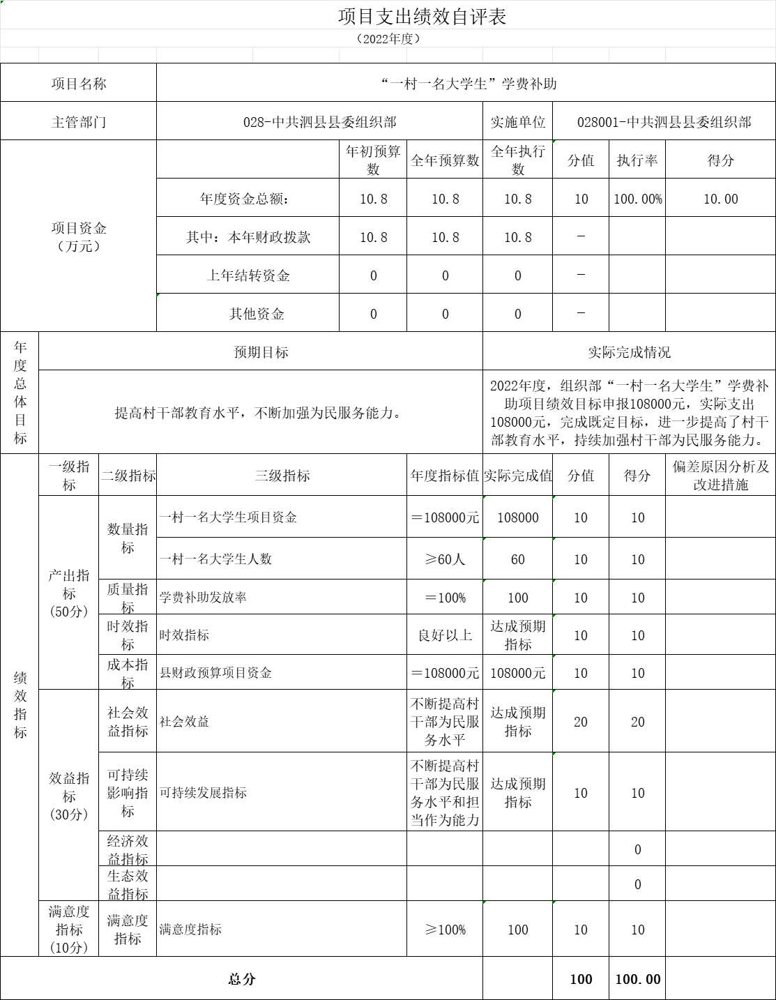 项目支出绩效自评表
（2022年度）
项目名称 “一村一名大学生”学费补助
主管部门 028-中共泗县县委组织部 实施单位 028001-中共泗县县委组织部
项目资金
（万元）
年初预算数 全年预算数 全年执行数 分值 执行率 得分
年度资金总额： 10.8 10.8 10.8 10 100.00% 10.00
其中：本年财政拨款 10.8 10.8 10.8 －
上年结转资金 0 0 0 －
其他资金 0 0 0 －
年度总体目标
预期目标 实际完成情况
提高村干部教育水平，不断加强为民服务能力。
2022年度，组织部“一村一名大学生”学费补
助项目绩效目标申报108000元，实际支出
108000元，完成既定目标，进一步提高了村干
部教育水平，持续加强村干部为民服务能力。
绩效指标
一级指标 二级指标 三级指标 年度指标值 实际完成值 分值 得分 偏差原因分析及改进措施
产出指标
(50分)
数量指标
一村一名大学生项目资金 ＝108000元 108000 10 10
一村一名大学生人数 ≥60人 60 10 10
质量指标 学费补助发放率 ＝100% 100 10 10
时效指标 时效指标 良好以上 达成预期指标 10 10
成本指标 县财政预算项目资金 ＝108000元 108000元 10 10
效益指标
(30分)
社会效益指标 社会效益 不断提高村干部为民服务水平 达成预期指标 20 20
可持续影响指标 可持续发展指标 不断提高村干部为民服务水平和担当作为能力 达成预期指标 10 10
经济效益指标 0
生态效益指标 0
满意度指标
(10分)
满意度指标 满意度指标 ≥100% 100 10 10
总分 100 100.00